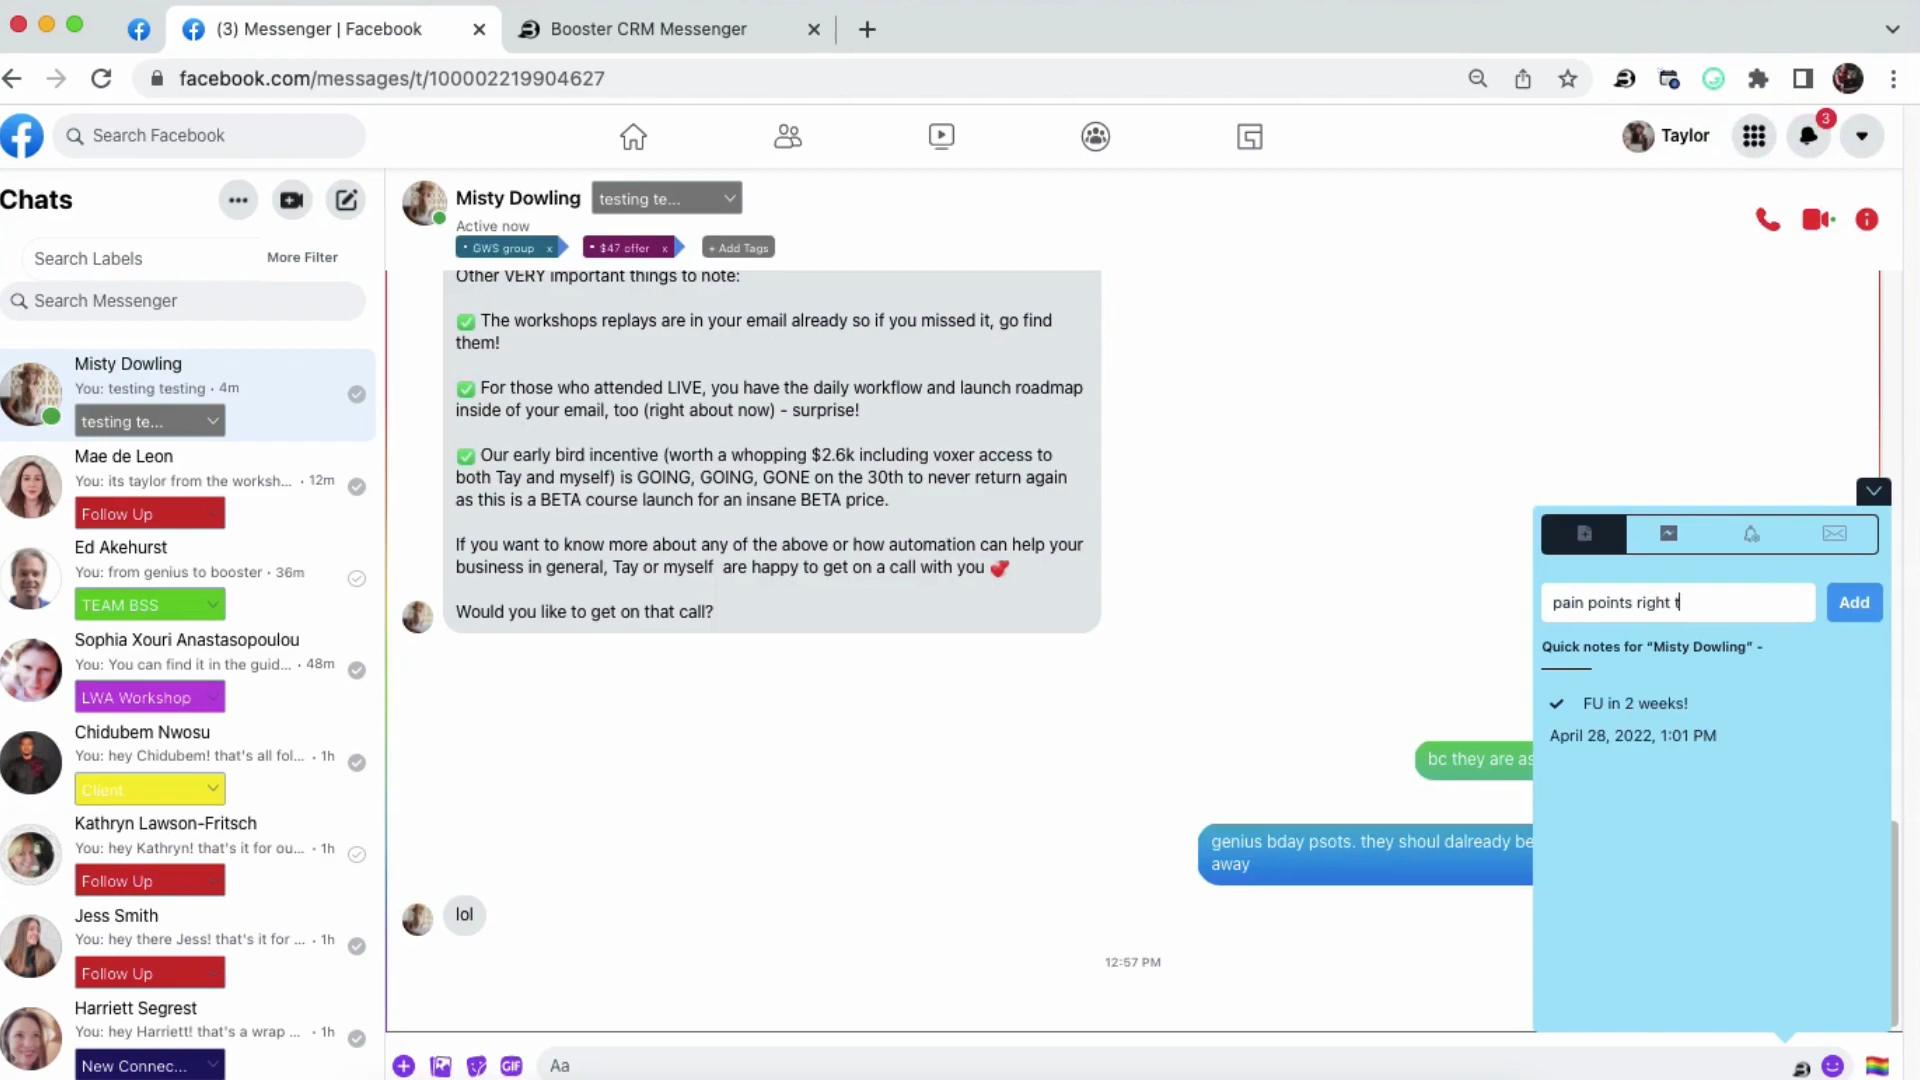 (3) Messenger | Facebook
Booster CRM Messenger
facebook.com/messages/t/100002219904627
Search Facebook
Taylor
3
Chats
Search Labels
More Filter
Search Messenger
Misty Dowling
You: testing testing · 4m
testing te...
Mae de Leon
You: its taylor from the worksh... · 12m
Follow Up
Ed Akehurst
You: from genius to booster · 36m
TEAM BSS
Sophia Xouri Anastasopoulou
You: You can find it in the guid... · 48m
LWA Workshop
Chidubem Nwosu
You: hey Chidubem! that's all fol... · 1h
Client
Kathryn Lawson-Fritsch
You: hey Kathryn! that's it for ou... · 1h
Follow Up
Jess Smith
You: hey there Jess! that's it for ... · 1h
Follow Up
Harriett Segrest
You: hey Harriett! that's a wrap ... · 1h
New Connec...
Misty Dowling
testing te...
Active now
• GWS group x
• $47 offer x
+ Add Tags
Other VERY important things to note:
✅ The workshops replays are in your email already so if you missed it, go find
them!
✅ For those who attended LIVE, you have the daily workflow and launch roadmap
inside of your email, too (right about now) - surprise!
✅ Our early bird incentive (worth a whopping $2.6k including voxer access to
both Tay and myself) is GOING, GOING, GONE on the 30th to never return again
as this is a BETA course launch for an insane BETA price.
If you want to know more about any of the above or how automation can help your
business in general, Tay or myself are happy to get on a call with you 💕
Would you like to get on that call?
bc they are as
genius bday psots. they shoul dalready be
away
lol
12:57 PM
GIF
Aa
pain points right t
Add
Quick notes for “Misty Dowling” -
FU in 2 weeks!
April 28, 2022, 1:01 PM